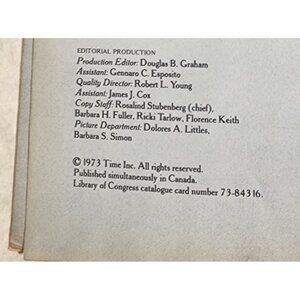 EDITORIAL PRODUCTION
Production Editor: Douglas B. Graham
Assistant: Gennaro C. Esposito
Quality Director: Robert L. Young
Assistant: James J. Cox
Copy Staff: Rosalind Stubenberg (chief),
Barbara H. Fuller, Ricki Tarlow, Florence Keith
Picture Department: Dolores A. Littles,
Barbara S. Simon
© 1973 Time Inc. All rights reserved.
Published simultaneously in Canada.
Library of Congress catalogue card number 73-84316.